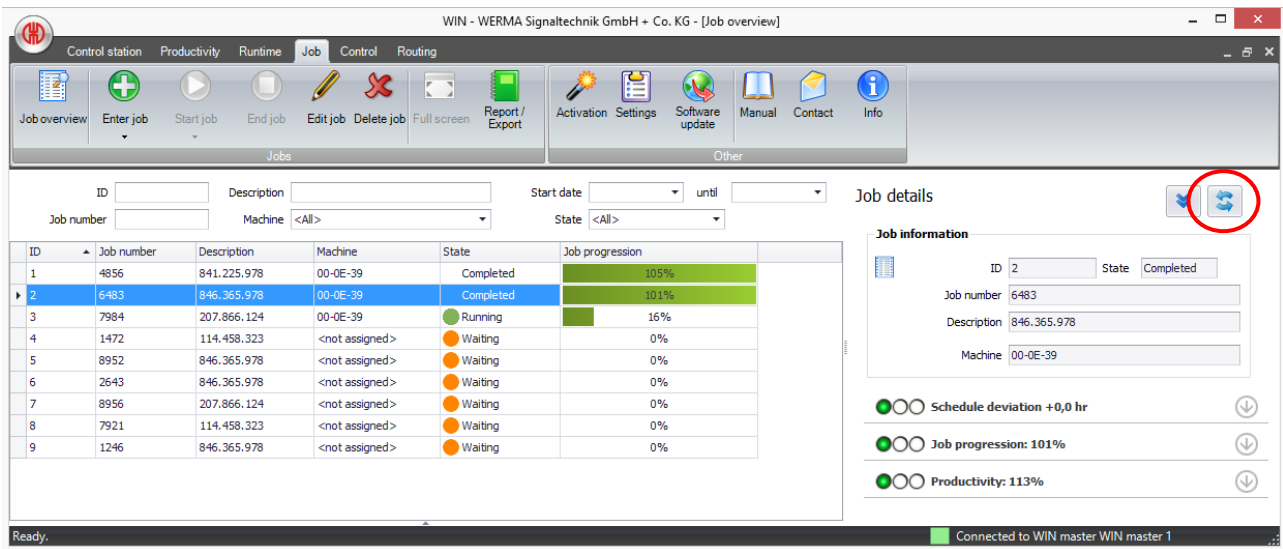 WIN - WERMA Signaltechnik GmbH + Co. KG - [Job overview]
Control station Productivity Runtime Job Control Routing
Job overview Enter job Start job End job Edit job Delete job Full screen Report / Export Activation Settings Software update Manual Contact Info
Jobs Other
ID Description Start date until
Job number Machine <All> State <All>
ID Job number Description Machine State Job progression
1 4856 841.225.978 00-0E-39 Completed 105%
2 6483 846.365.978 00-0E-39 Completed 101%
3 7984 207.866.124 00-0E-39 Running 16%
4 1472 114.458.323 <not assigned> Waiting 0%
5 8952 846.365.978 <not assigned> Waiting 0%
6 2643 846.365.978 <not assigned> Waiting 0%
7 8956 207.866.124 <not assigned> Waiting 0%
8 7921 114.458.323 <not assigned> Waiting 0%
9 1246 846.365.978 <not assigned> Waiting 0%
Job details
Job information
ID 2 State Completed
Job number 6483
Description 846.365.978
Machine 00-0E-39
Schedule deviation +0,0 hr
Job progression: 101%
Productivity: 113%
Ready. Connected to WIN master WIN master 1